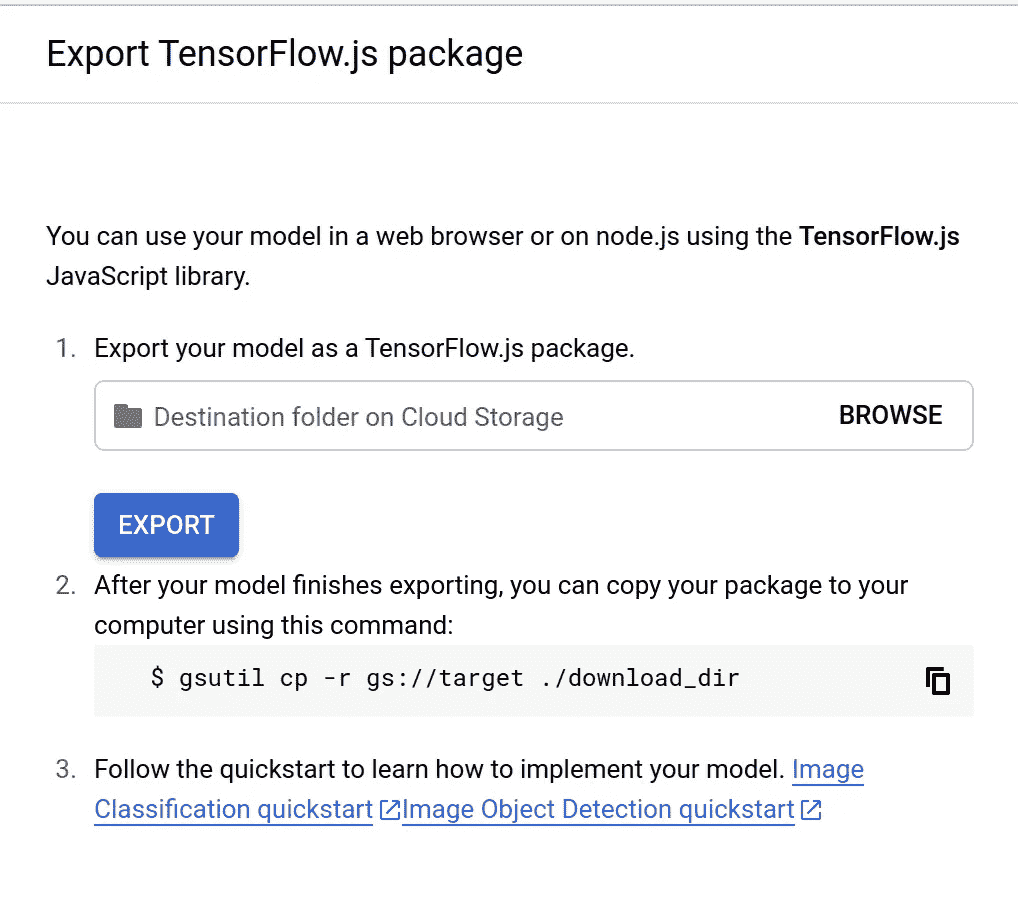 Export TensorFlow.js package
You can use your model in a web browser or on node.js using the TensorFlow.js
JavaScript library.
1. Export your model as a TensorFlow.js package.
Destination folder on Cloud Storage BROWSE
EXPORT
2. After your model finishes exporting, you can copy your package to your
computer using this command:
$ gsutil cp -r gs://target ./download_dir
3. Follow the quickstart to learn how to implement your model. Image
Classification quickstart Image Object Detection quickstart